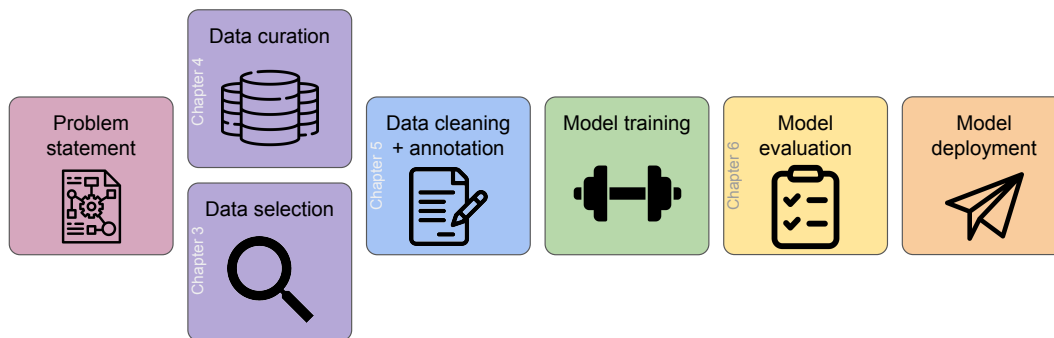 Problem
statement
Chapter 4
Data curation
Chapter 3
Data selection
Chapter 5
Data cleaning
+ annotation
Model training
Chapter 6
Model
evaluation
Model
deployment